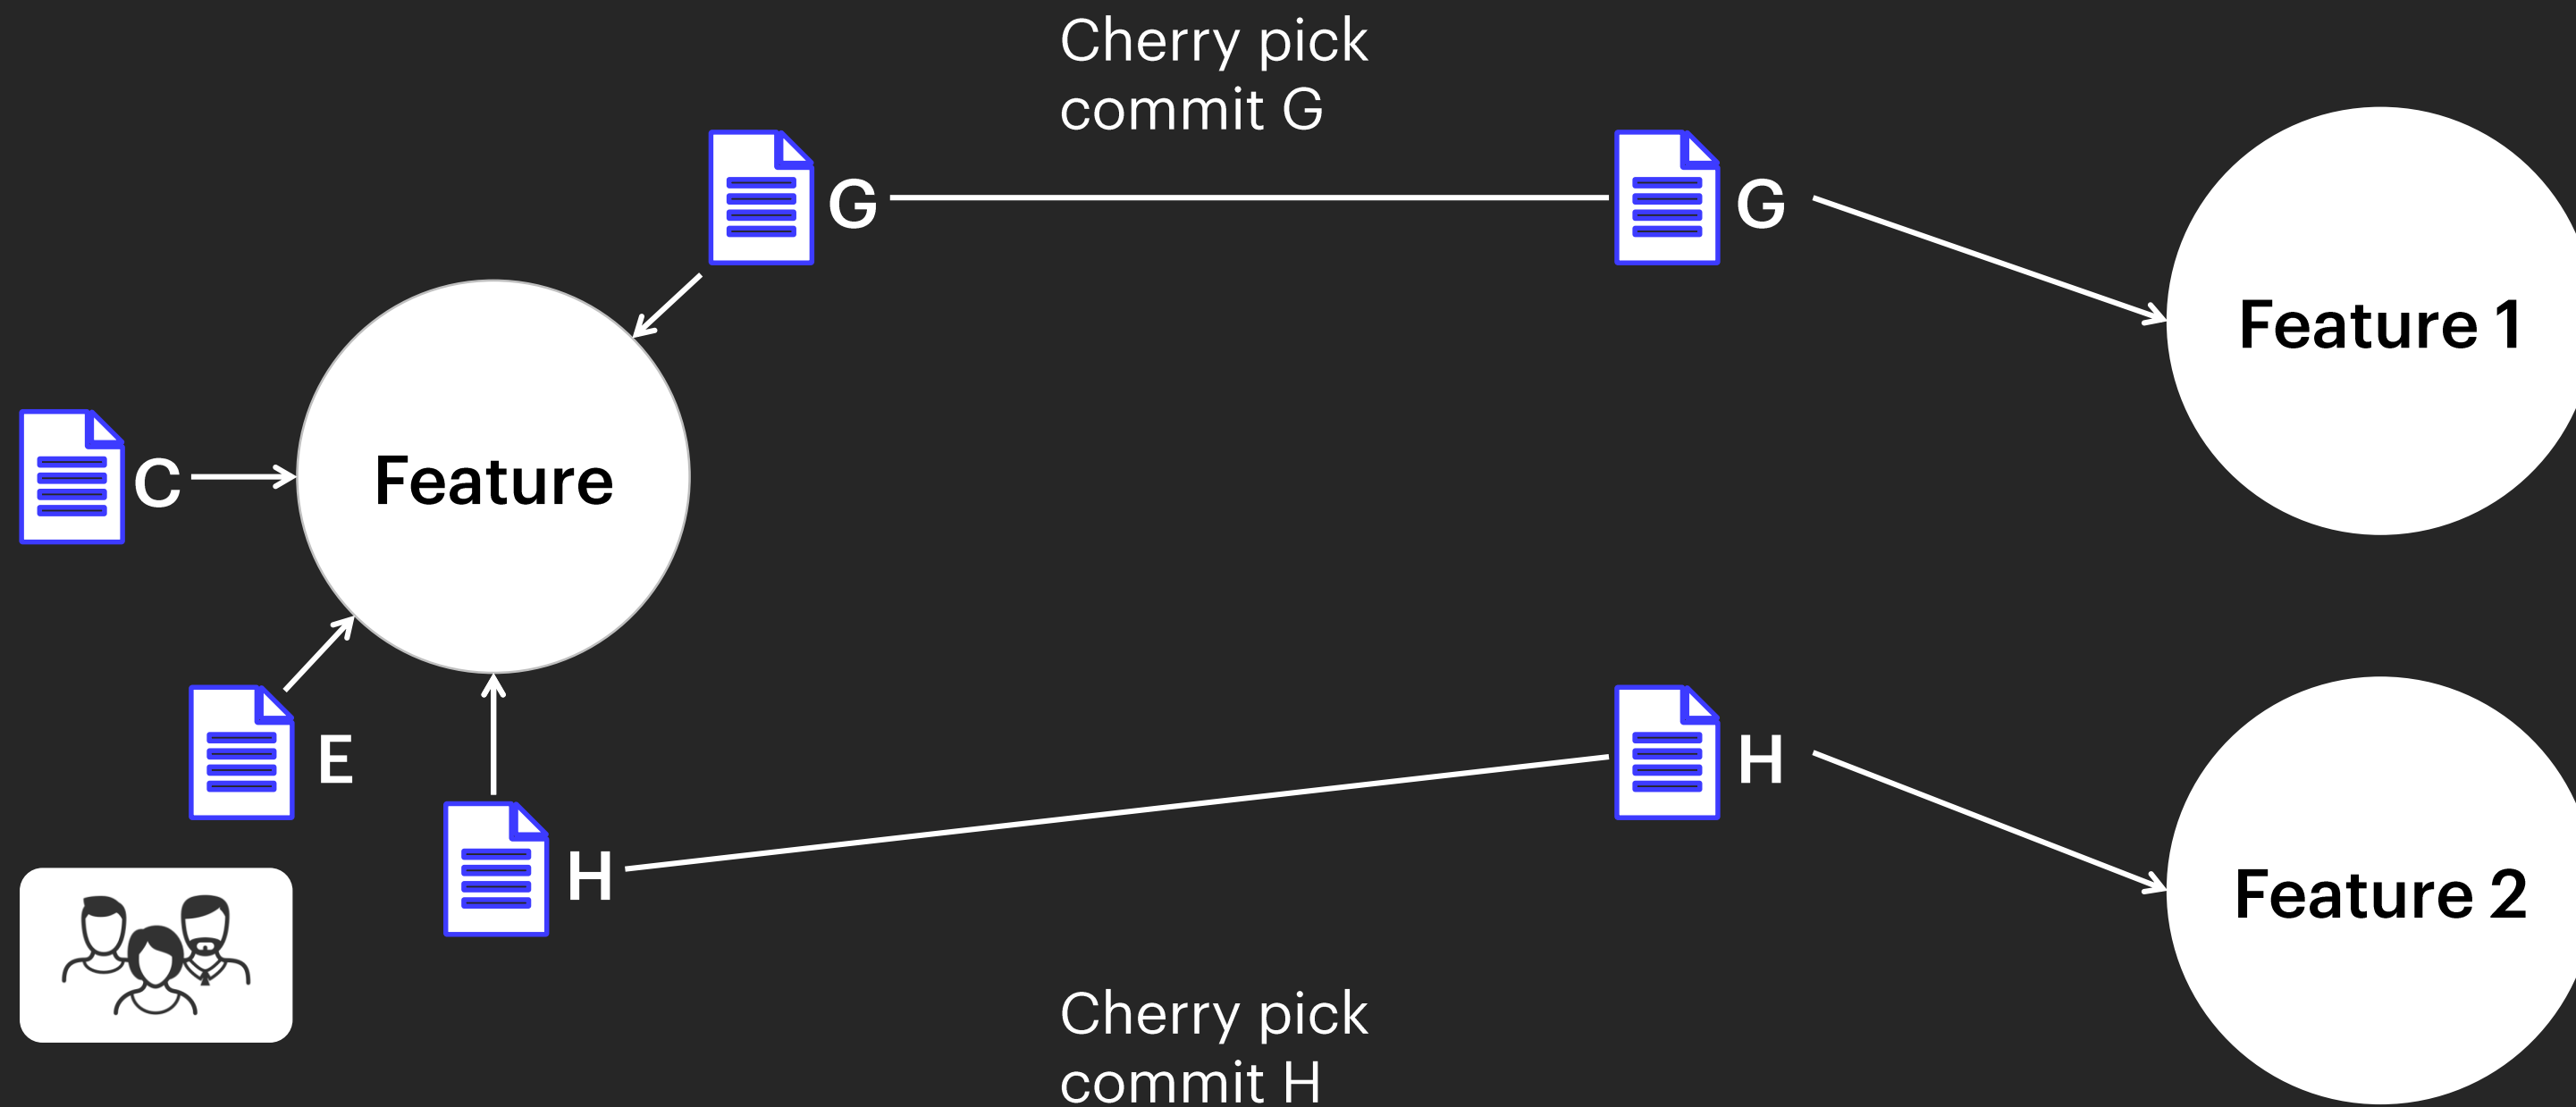 Cherry pick
commit G
G
G
Feature 1
C
Feature
E
H
H
Feature 2
Cherry pick
commit H